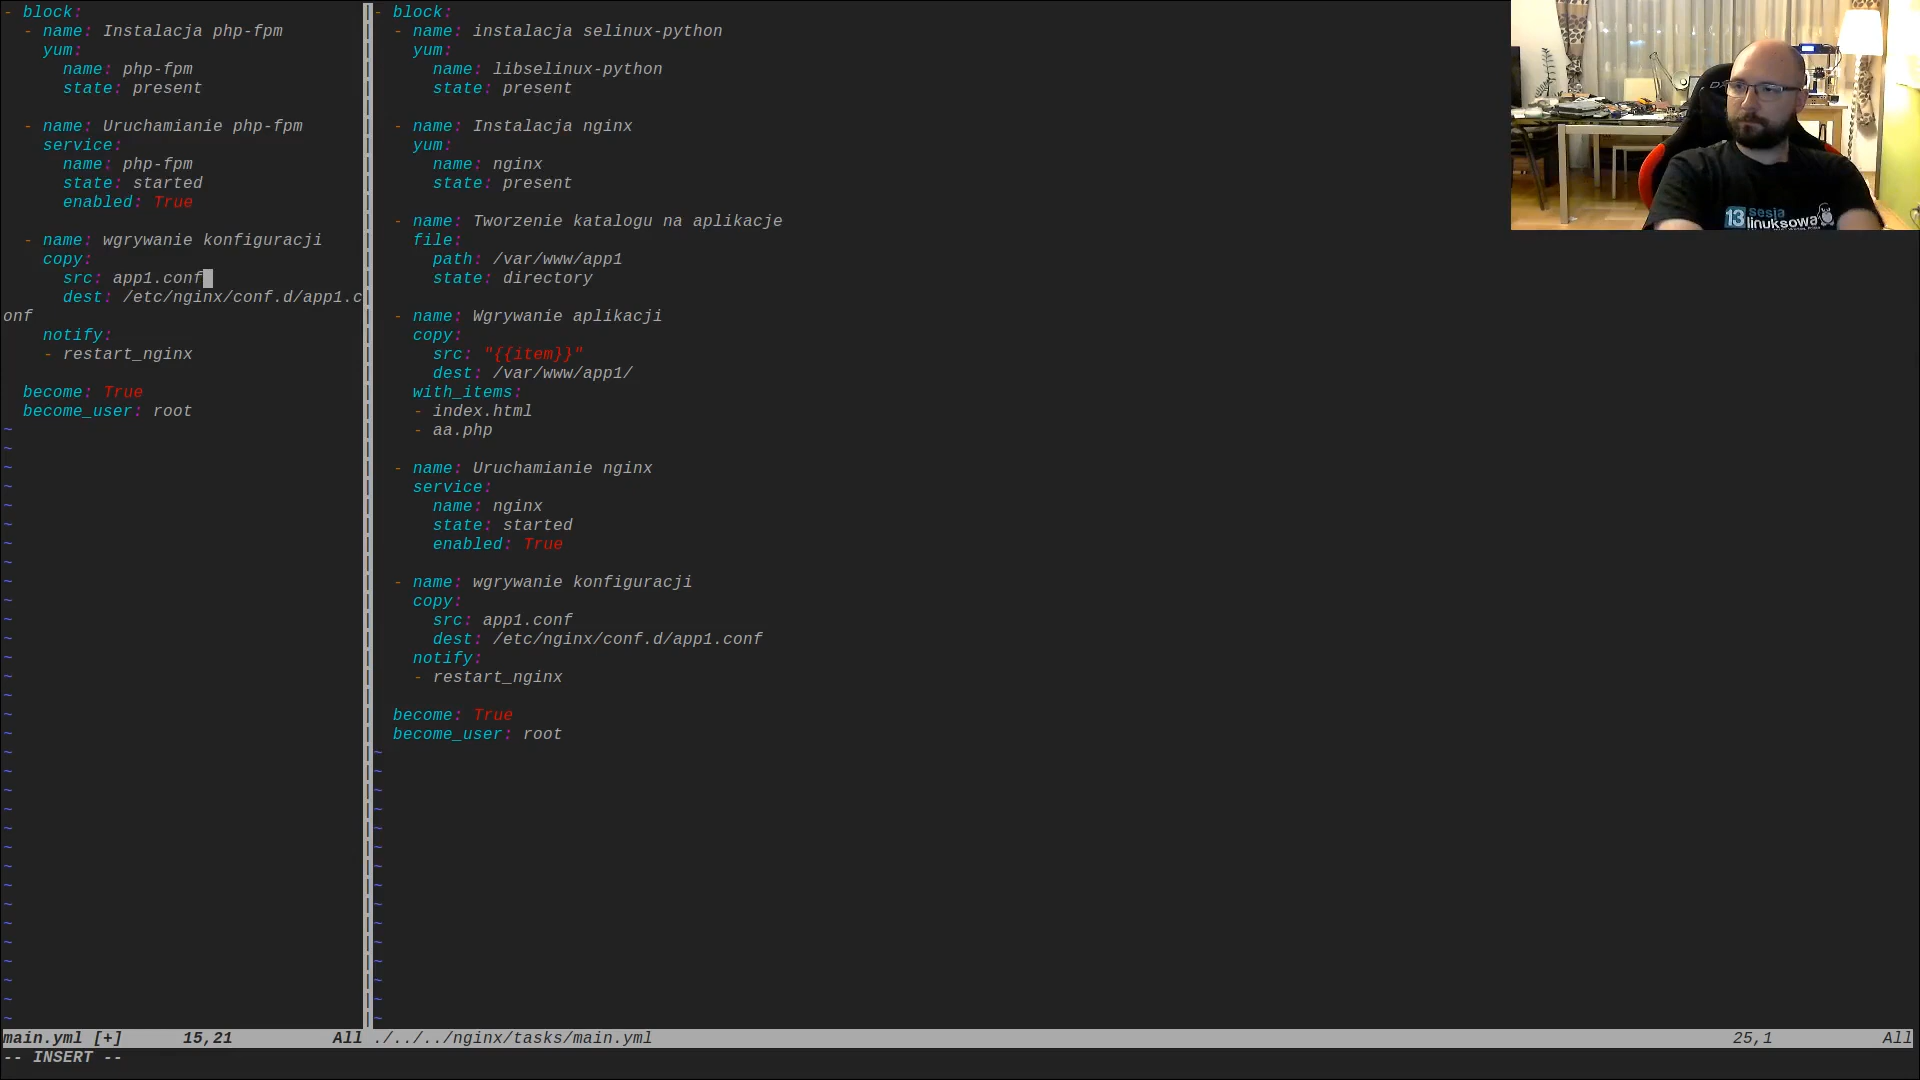 - block:
  - name: Instalacja php-fpm
    yum:
      name: php-fpm
      state: present
  - name: Uruchamianie php-fpm
    service:
      name: php-fpm
      state: started
      enabled: True
  - name: wgrywanie konfiguracji
    copy:
      src: app1.conf
      dest: /etc/nginx/conf.d/app1.c
onf
    notify:
    - restart_nginx
  become: True
  become_user: root
- block:
  - name: instalacja selinux-python
    yum:
      name: libselinux-python
      state: present
  - name: Instalacja nginx
    yum:
      name: nginx
      state: present
  - name: Tworzenie katalogu na aplikacje
    file:
      path: /var/www/app1
      state: directory
  - name: Wgrywanie aplikacji
    copy:
      src: "{{item}}"
      dest: /var/www/app1/
    with_items:
    - index.html
    - aa.php
  - name: Uruchamianie nginx
    service:
      name: nginx
      state: started
      enabled: True
  - name: wgrywanie konfiguracji
    copy:
      src: app1.conf
      dest: /etc/nginx/conf.d/app1.conf
    notify:
    - restart_nginx
  become: True
  become_user: root
13 sesja
linuksowa
main.yml [+] 15,21 All ./../../nginx/tasks/main.yml 25,1 All
-- INSERT --